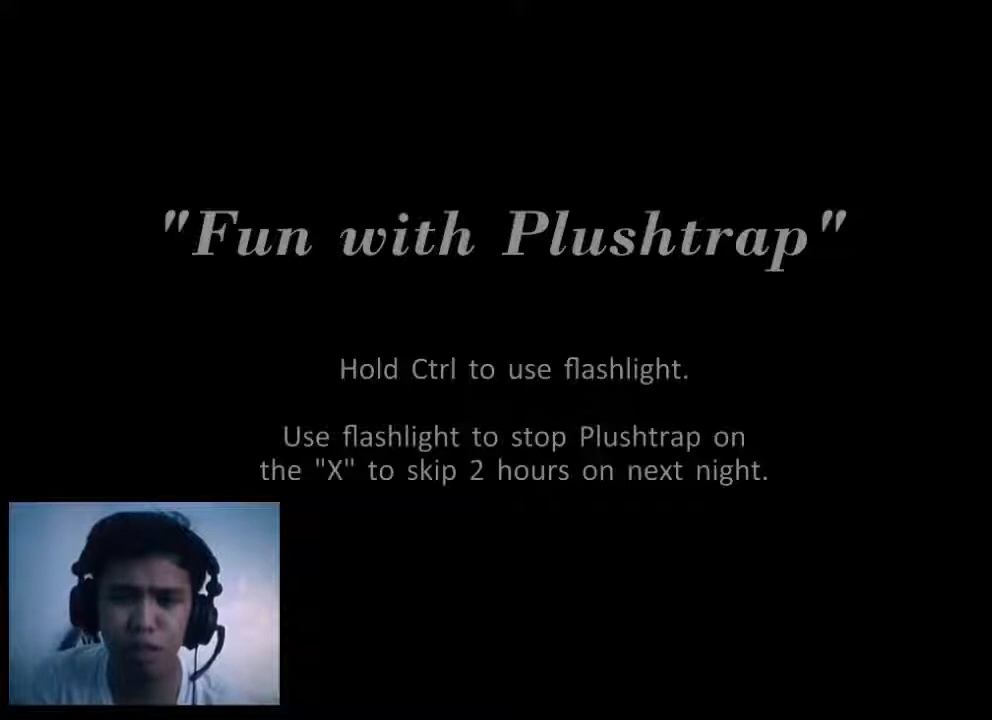 "Fun with Plushtrap"
Hold Ctrl to use flashlight.
Use flashlight to stop Plushtrap on
the "X" to skip 2 hours on next night.